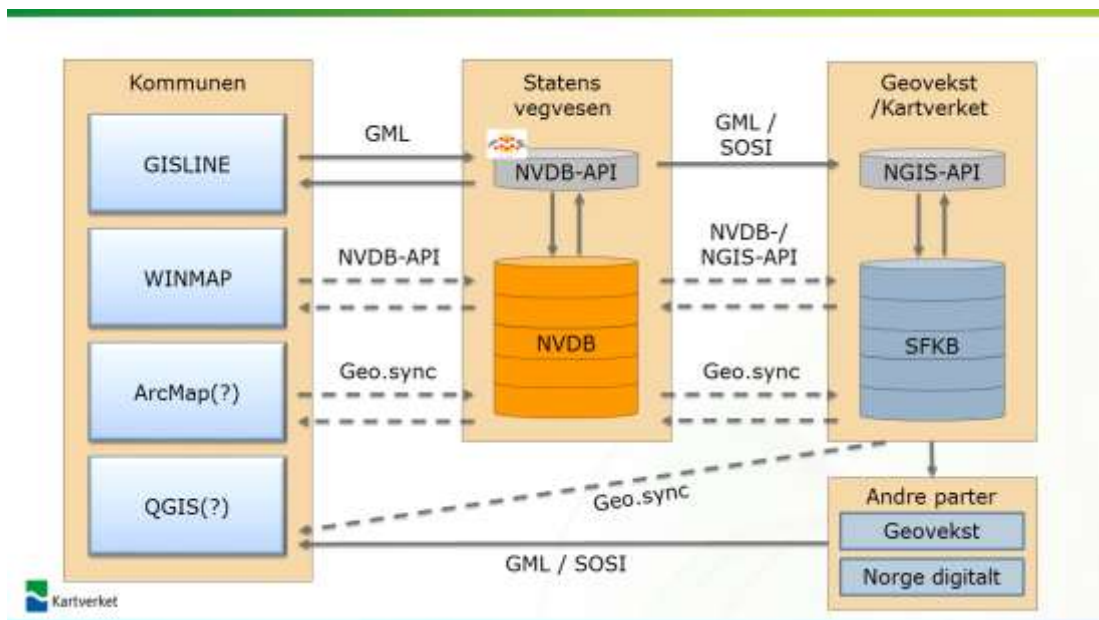 Kommunen
GISLINE
WINMAP
ArcMap(?)
QGIS(?)
GML
NVDB-API
Geo.sync
Statens
vegvesen
NVDB-API
NVDB
GML /
SOSI
NVDB-/
NGIS-API
Geo.sync
Geovekst
/Kartverket
NGIS-API
SFKB
Geo.sync
GML / SOSI
Andre parter
Geovekst
Norge digitalt
Kartverket